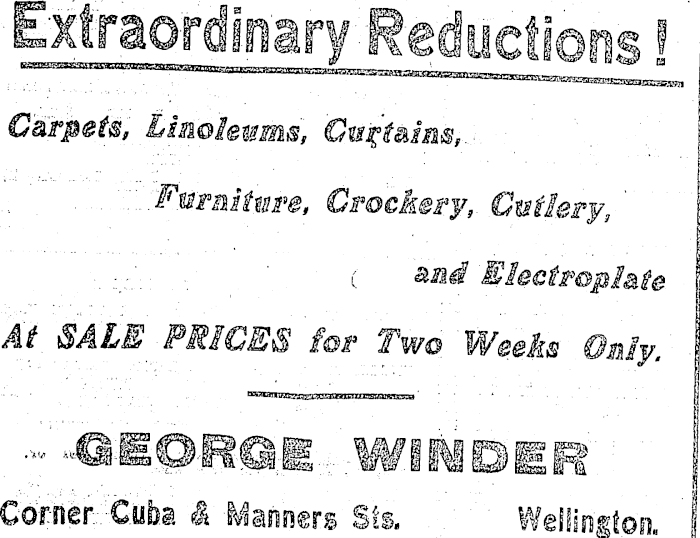 Extraordinary Reductions!
Carpets, Linoleums, Curtains,
Furniture, Crockery, Cutlery,
and Electroplate
At SALE PRICES for Two Weeks Only.
GEORGE WINDER
Corner Cuba & Manners Sts. Wellington.